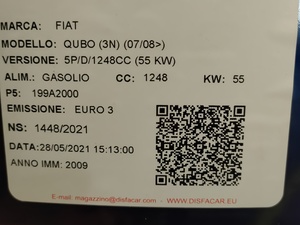 MARCA: FIAT
MODELLO: QUBO (3N) (07/08>)
VERSIONE: 5P/D/1248CC (55 KW)
ALIM.: GASOLIO CC: 1248 KW: 55
P5: 199A2000
EMISSIONE: EURO 3
NS: 1448/2021
DATA:28/05/2021 15:13:00
ANNO IMM: 2009
E-mail: magazzino@disfacar.com WWW.DISFACAR.EU